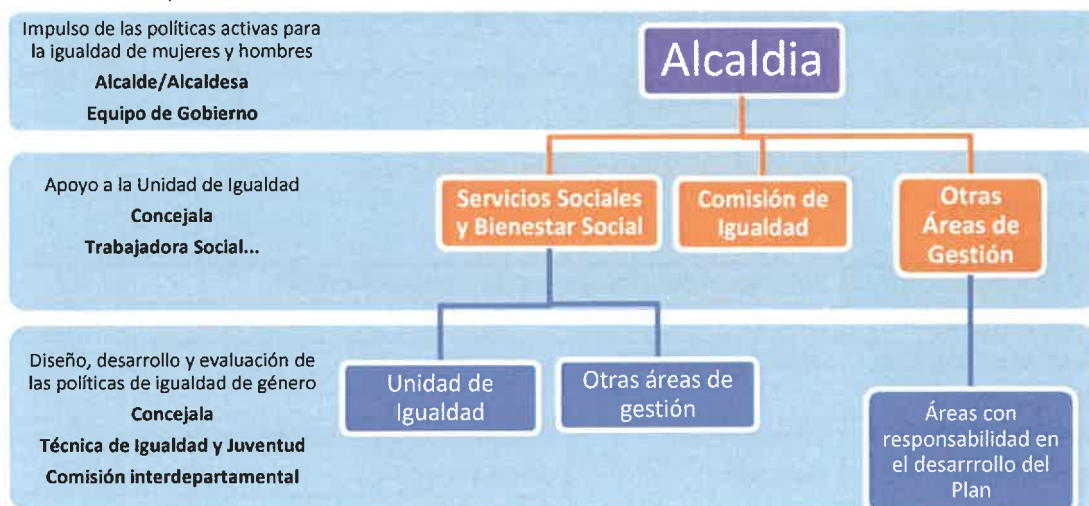 Impulso de las políticas activas para
la igualdad de mujeres y hombres
Alcalde/Alcaldesa
Equipo de Gobierno
Alcaldia
Apoyo a la Unidad de Igualdad
Concejala
Trabajadora Social...
Servicios Sociales
y Bienestar Social
Comisión de
Igualdad
Otras
Áreas de
Gestión
Diseño, desarrollo y evaluación de
las políticas de igualdad de género
Concejala
Técnica de Igualdad y Juventud
Comisión interdepartamental
Unidad de
Igualdad
Otras áreas de
gestión
Áreas con
responsabilidad en
el desarrrollo del
Plan